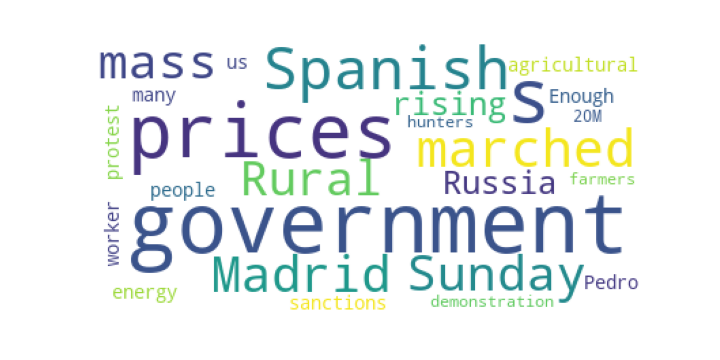 mass
us
Spanish
agricultural
many
prices
rising
s
Enough
hunters
20M
protest
marched
Rural
Russia
farmers
people
worker
government
Madrid
Sunday
Pedro
energy
sanctions
demonstration